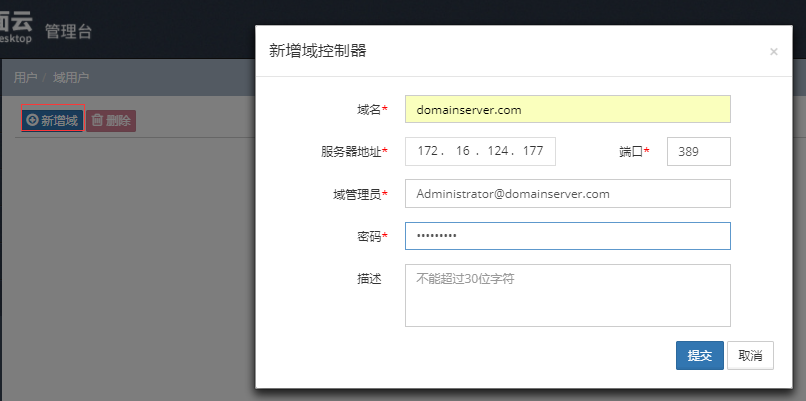 面云
esktop 管理台
用户 / 域用户
新增域 删除
新增域控制器 ×
域名* domainserver.com
服务器地址* 172 . 16 . 124 . 177 端口* 389
域管理员* Administrator@domainserver.com
密码* •••••••••
描述 不能超过30位字符
提交 取消